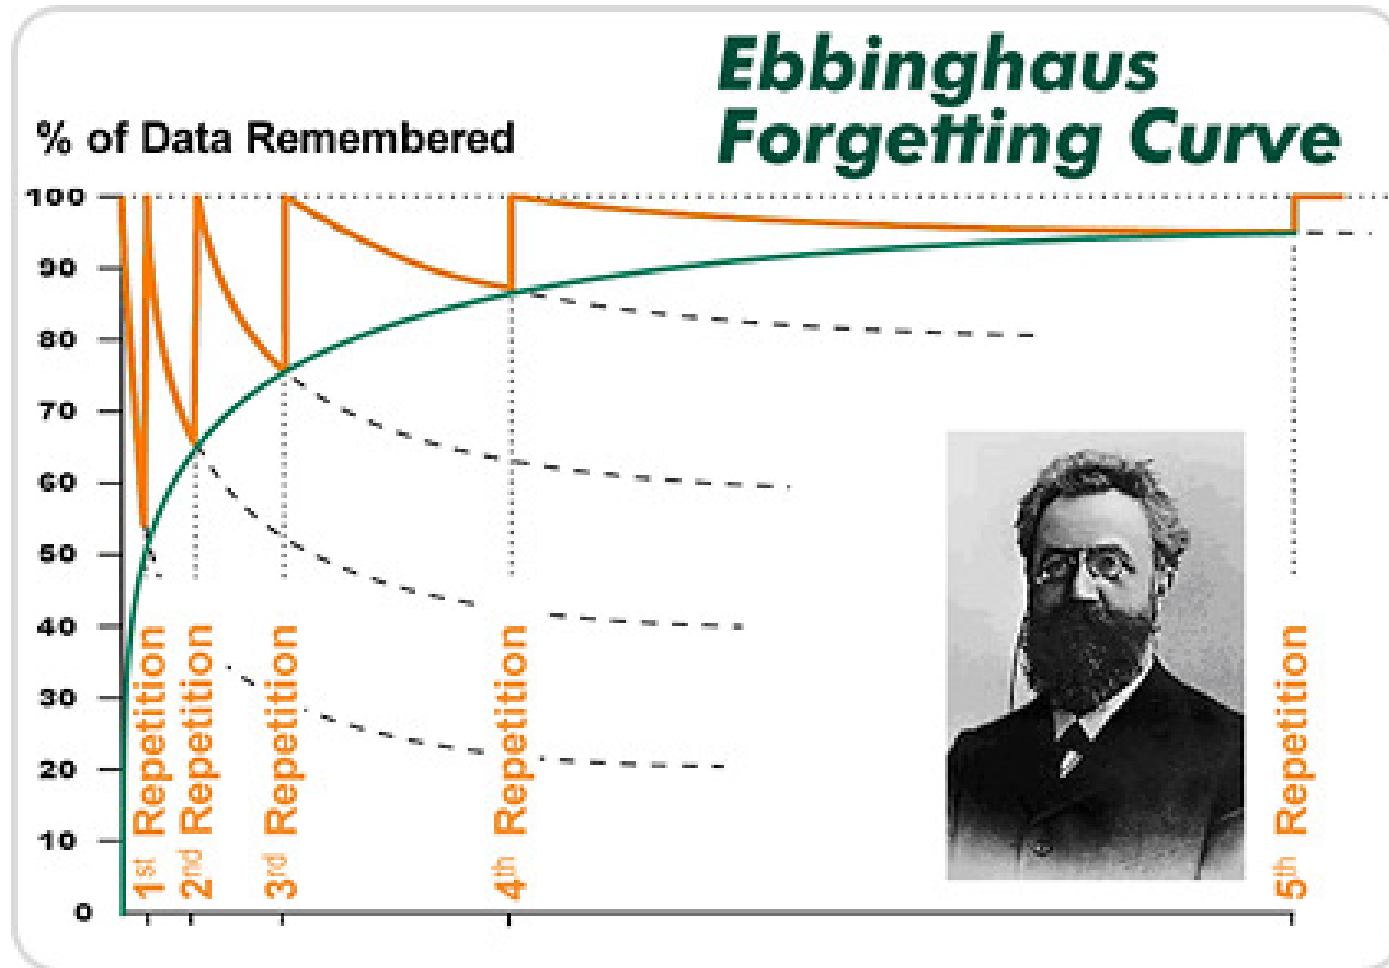 Ebbinghaus
Forgetting Curve
% of Data Remembered
100
90
80
70
60
50
40
30
20
10
0
1st Repetition
2nd Repetition
3rd Repetition
4th Repetition
5th Repetition